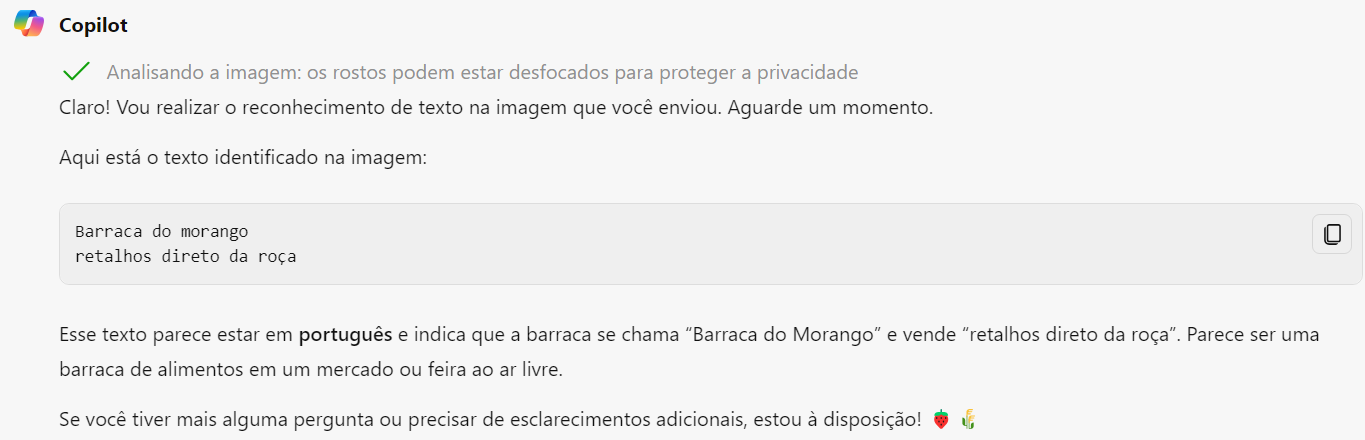 Copilot
Analisando a imagem: os rostos podem estar desfocados para proteger a privacidade
Claro! Vou realizar o reconhecimento de texto na imagem que você enviou. Aguarde um momento.
Aqui está o texto identificado na imagem:
Barraca do morango
retalhos direto da roça
Esse texto parece estar em português e indica que a barraca se chama “Barraca do Morango” e vende “retalhos direto da roça”. Parece ser uma
barraca de alimentos em um mercado ou feira ao ar livre.
Se você tiver mais alguma pergunta ou precisar de esclarecimentos adicionais, estou à disposição! 🍓🌾